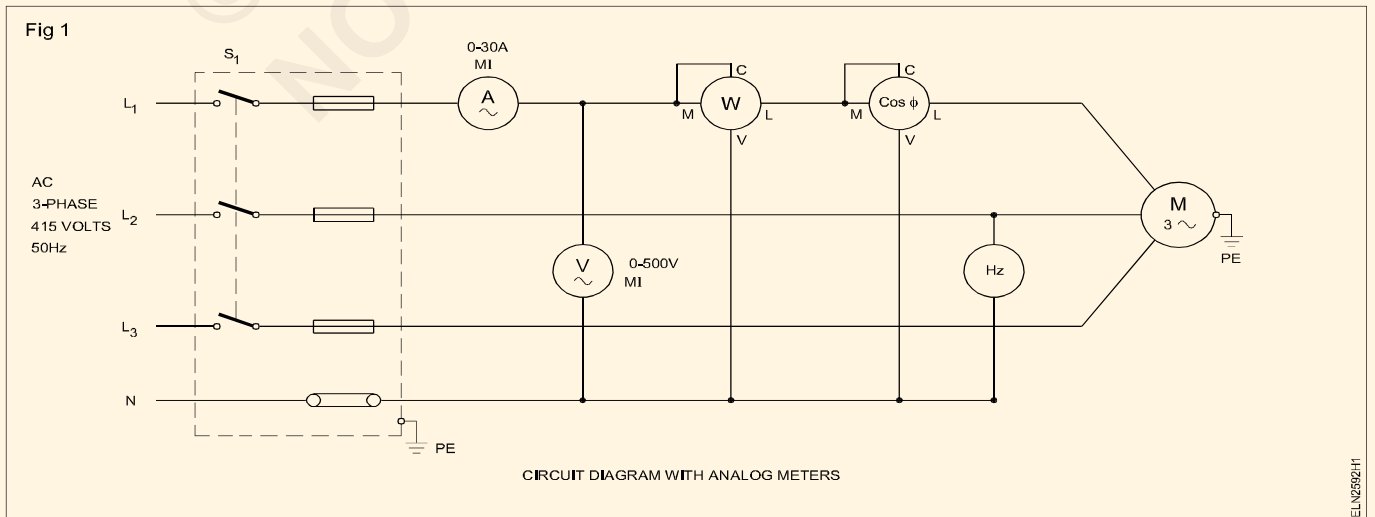 Fig 1
©
NO
S1
0-30A
MI
A
C
W
M
L
V
C
Cos ϕ
M
L
V
L1
AC
3-PHASE
415 VOLTS
50Hz
L2
M
3
PE
V
0-500V
MI
Hz
L3
N
PE
CIRCUIT DIAGRAM WITH ANALOG METERS
ELN2592H1